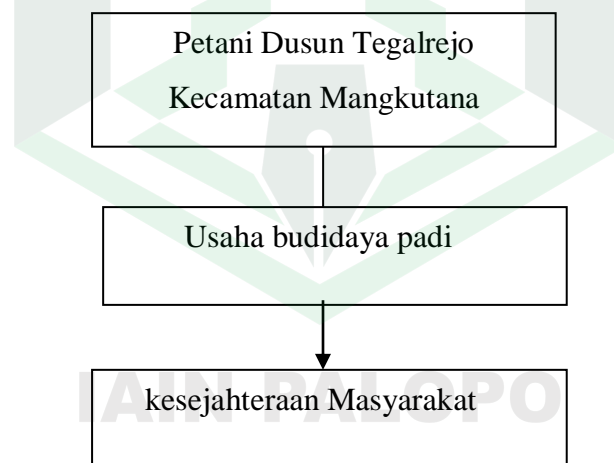 Petani Dusun Tegalrejo
Kecamatan Mangkutana
Usaha budidaya padi
kesejahteraan Masyarakat
IAIN PALOPO